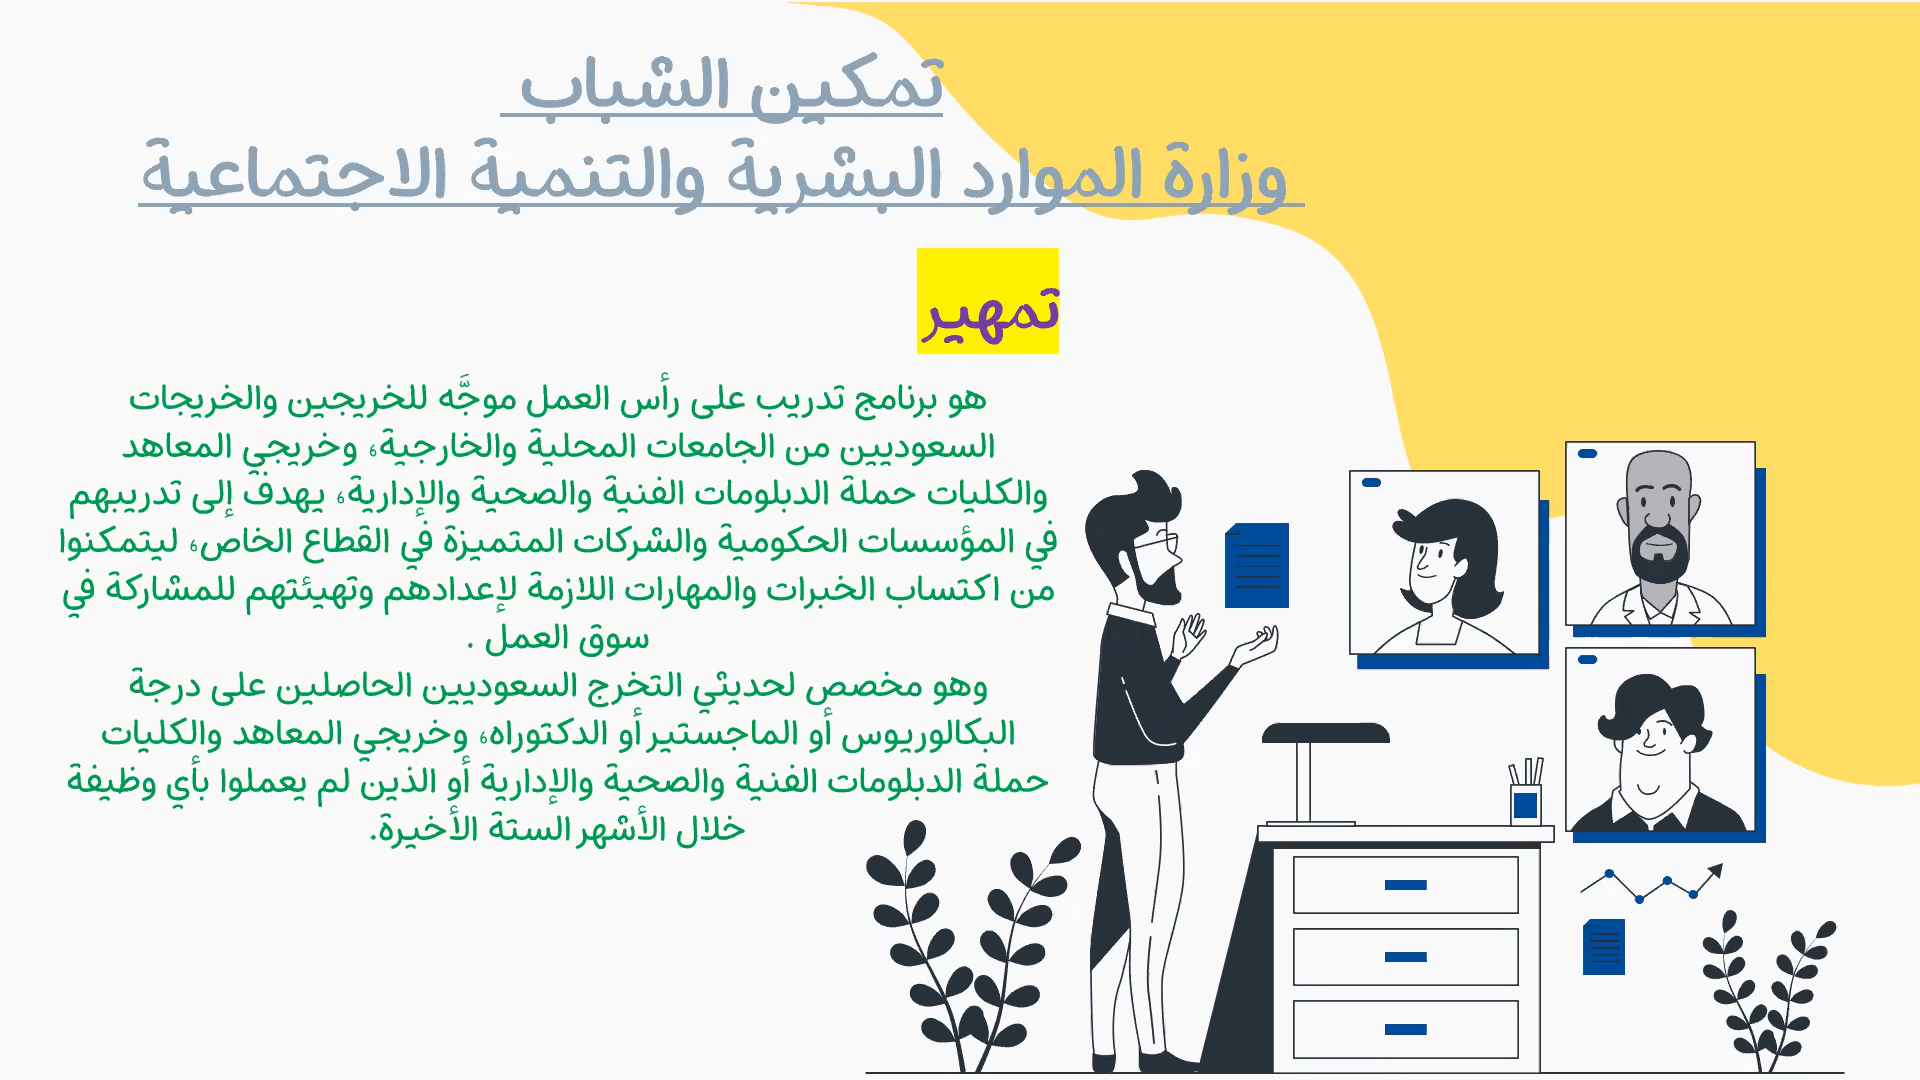 تمكين الشباب
وزارة الموارد البشرية والتنمية الاجتماعية
تمهير
هو برنامج تدريب على رأس العمل موجَّه للخريجين والخريجات
السعوديين من الجامعات المحلية والخارجية، وخريجي المعاهد
والكليات حملة الدبلومات الفنية والصحية والإدارية، يهدف إلى تدريبهم
في المؤسسات الحكومية والشركات المتميزة في القطاع الخاص، ليتمكنوا
من اكتساب الخبرات والمهارات اللازمة لإعدادهم وتهيئتهم للمشاركة في
سوق العمل .
وهو مخصص لحديثي التخرج السعوديين الحاصلين على درجة
البكالوريوس أو الماجستير أو الدكتوراه، وخريجي المعاهد والكليات
حملة الدبلومات الفنية والصحية والإدارية أو الذين لم يعملوا بأي وظيفة
خلال الأشهر الستة الأخيرة.